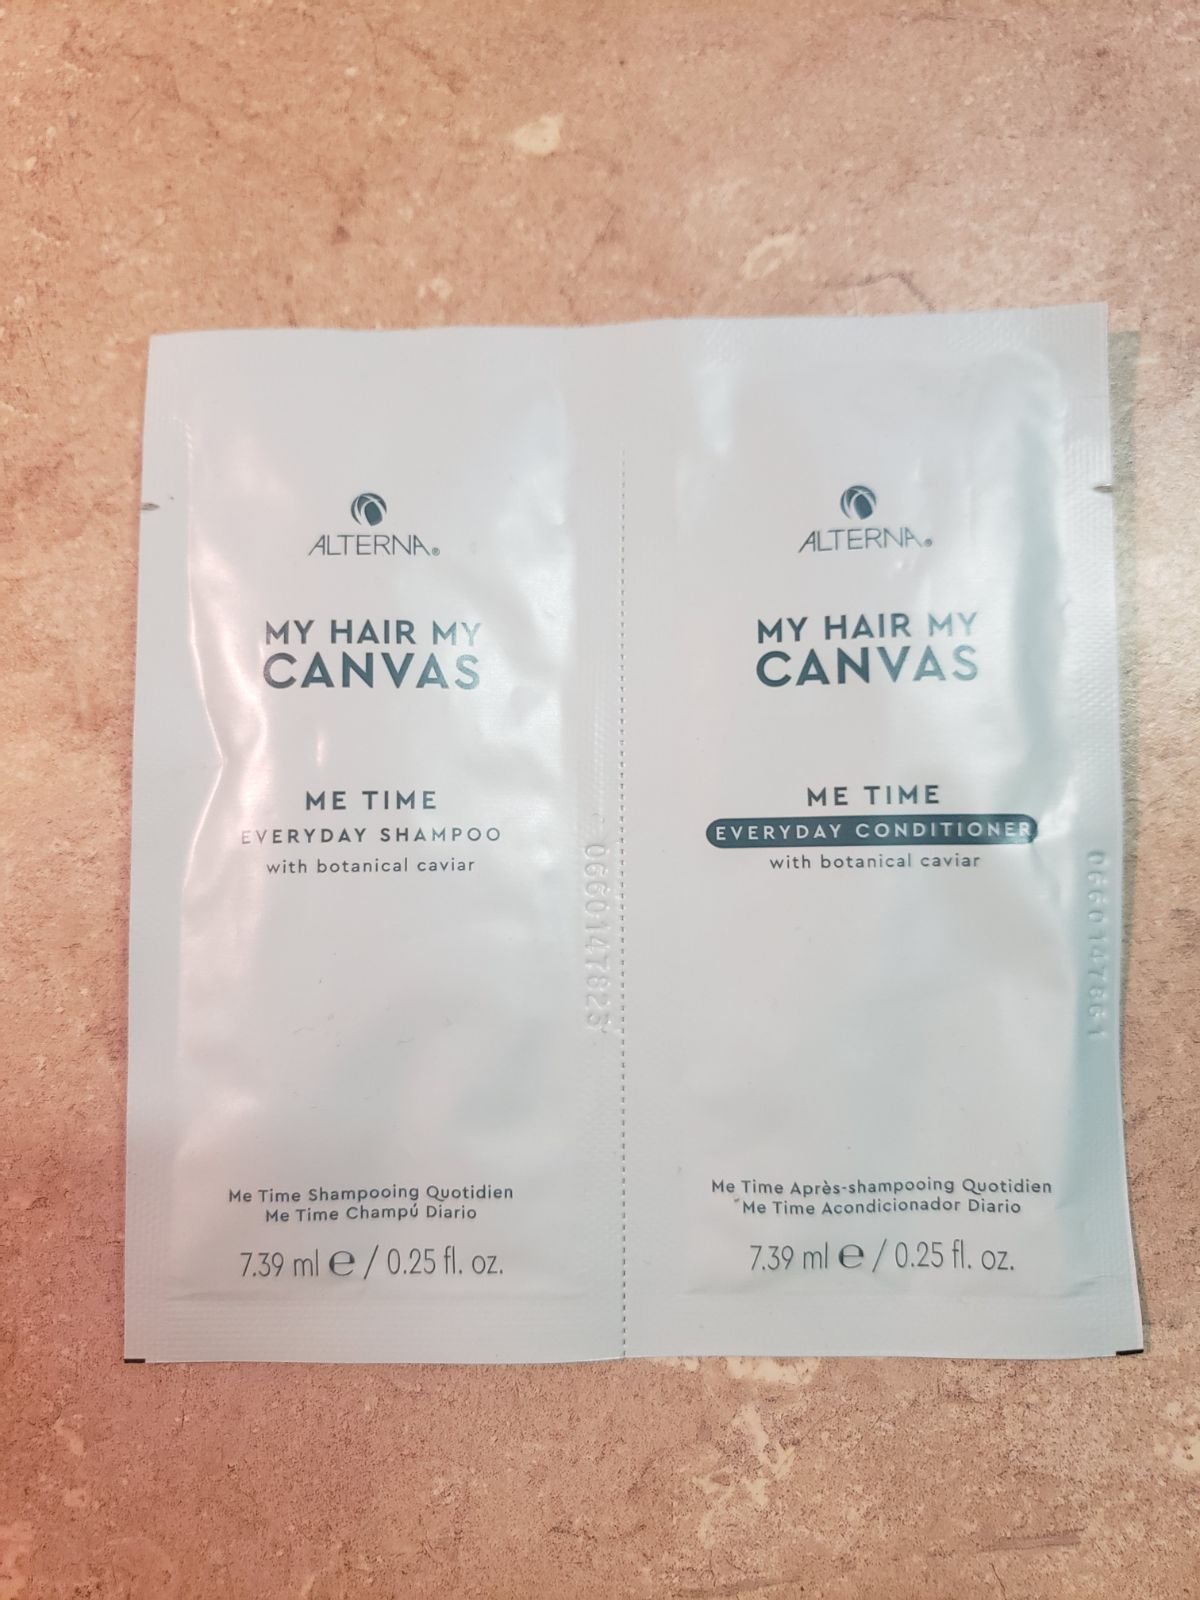 ALTERNA®
MY HAIR MY
CANVAS
ME TIME
EVERYDAY SHAMPOO
with botanical caviar
0660147823
Me Time Shampooing Quotidien
Me Time Champú Diario
7.39 ml ℮ / 0.25 fl. oz.
ALTERNA®
MY HAIR MY
CANVAS
ME TIME
EVERYDAY CONDITIONER
with botanical caviar
Me Time Après-shampooing Quotidien
Me Time Acondicionador Diario
7.39 ml ℮ / 0.25 fl. oz.